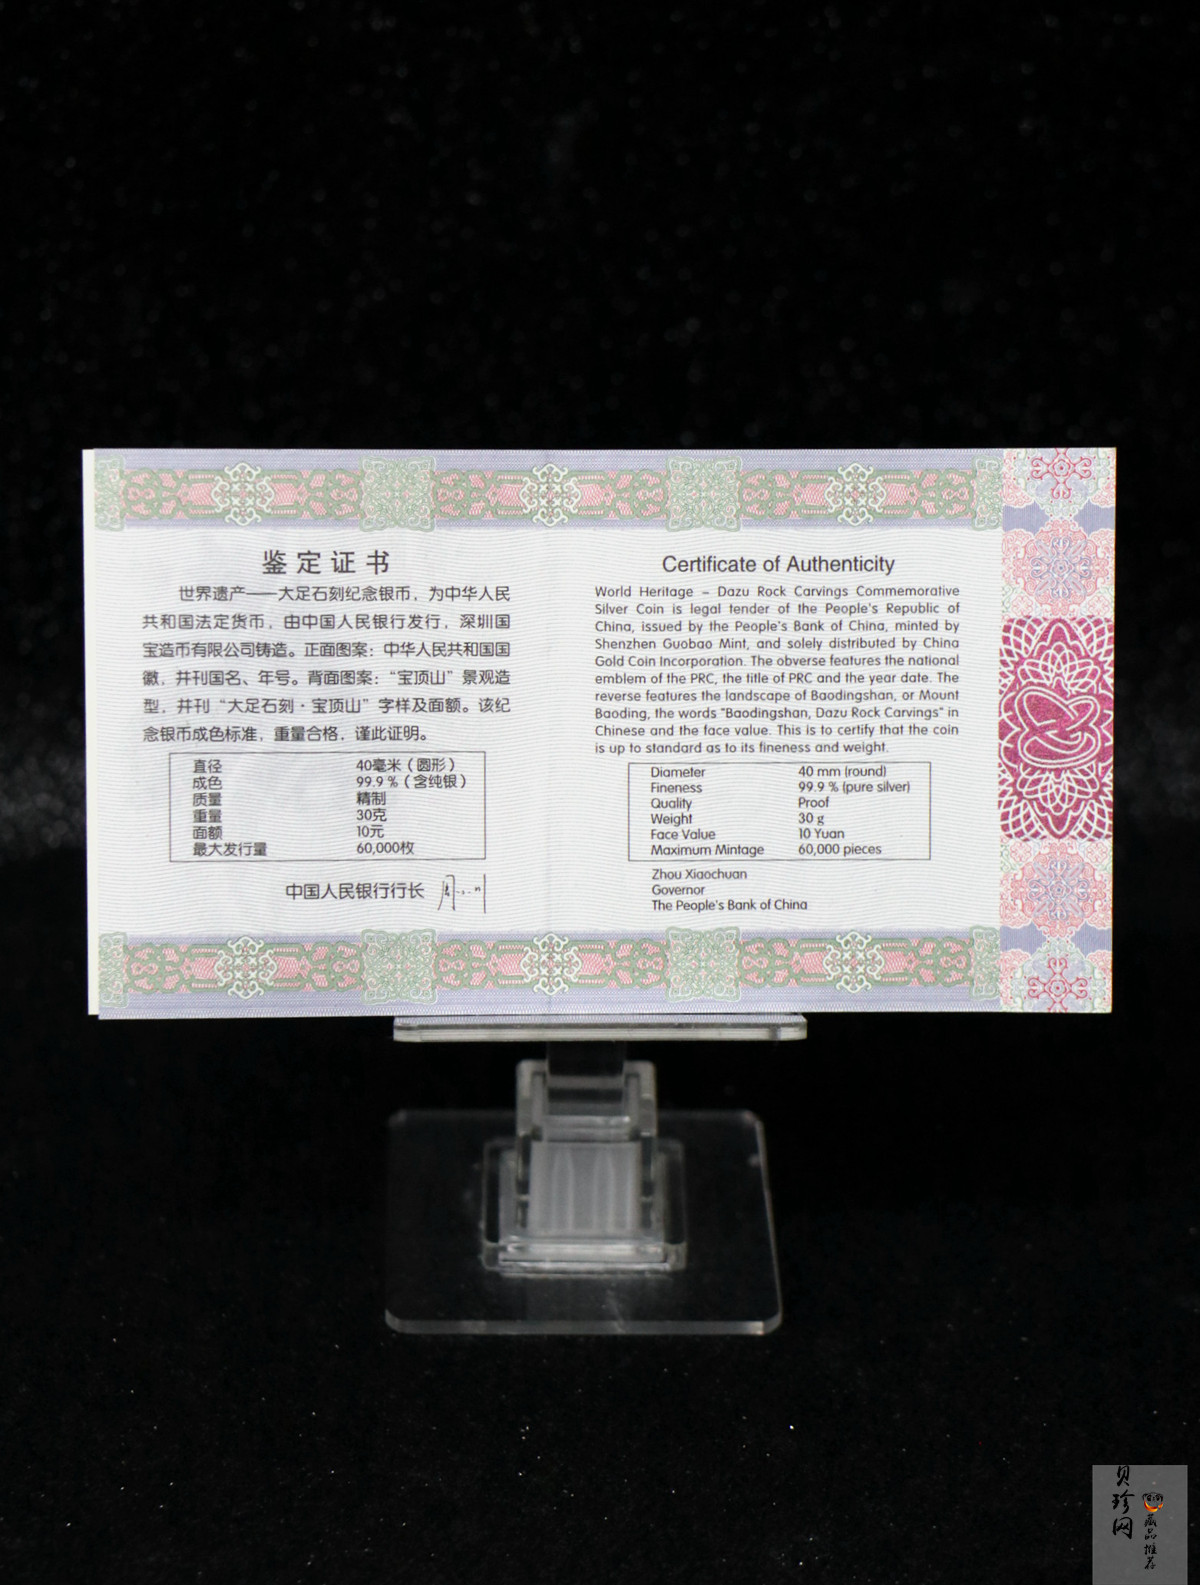 鉴定证书
世界遗产——大足石刻纪念银币，为中华人民
共和国法定货币，由中国人民银行发行，深圳国
宝造币有限公司铸造。正面图案：中华人民共和国国
徽，并刊国名、年号。背面图案：“宝顶山”景观造
型，并刊“大足石刻·宝顶山”字样及面额。该纪
念银币成色标准，重量合格，谨此证明。
直径 40毫米（圆形）
成色 99.9％（含纯银）
质量 精制
重量 30克
面额 10元
最大发行量 60,000枚
中国人民银行行长
Certificate of Authenticity
World Heritage – Dazu Rock Carvings Commemorative
Silver Coin is legal tender of the People's Republic of
China, issued by the People's Bank of China, minted by
Shenzhen Guobao Mint, and solely distributed by China
Gold Coin Incorporation. The obverse features the national
emblem of the PRC, the title of PRC and the year date. The
reverse features the landscape of Baodingshan, or Mount
Baoding, the words "Baodingshan, Dazu Rock Carvings" in
Chinese and the face value. This is to certify that the coin
is up to standard as to its fineness and weight.
Diameter 40 mm (round)
Fineness 99.9 % (pure silver)
Quality Proof
Weight 30 g
Face Value 10 Yuan
Maximum Mintage 60,000 pieces
Zhou Xiaochuan
Governor
The People's Bank of China
贝珍网
藏品推荐